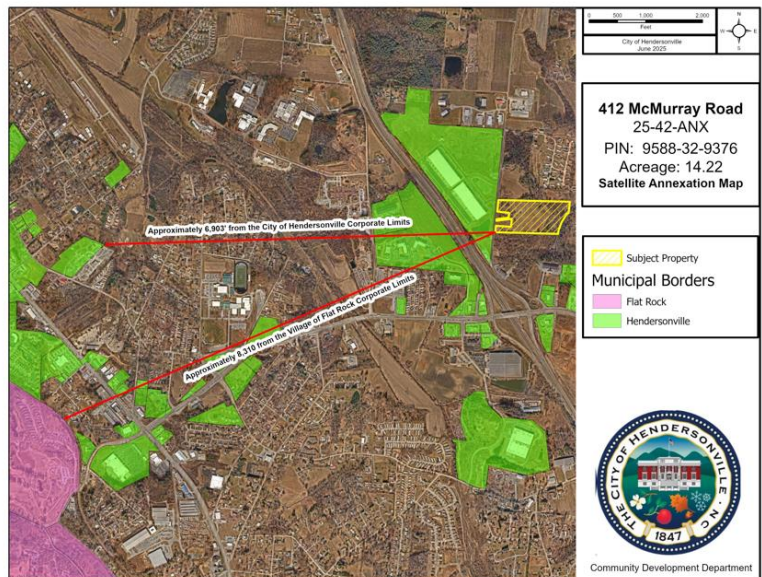 0 500 1,000 2,000
Feet
City of Hendersonville
June 2025
N
W E
S
412 McMurray Road
25-42-ANX
PIN: 9588-32-9376
Acreage: 14.22
Satellite Annexation Map
Approximately 6,903' from the City of Hendersonville Corporate Limits
Approximately 8,310 from the Village of Flat Rock Corporate Limits
Subject Property
Municipal Borders
Flat Rock
Hendersonville
THE CITY OF HENDERSONVILLE · NC
1847
Community Development Department